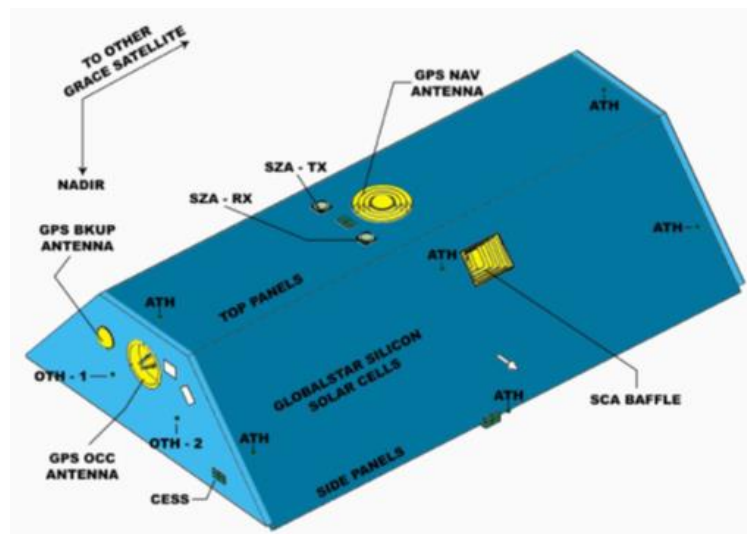 TO OTHER
GRACE SATELLITE
NADIR
GPS NAV
ANTENNA
ATH
SZA - TX
SZA - RX
GPS BKUP
ANTENNA
ATH
ATH
ATH
TOP PANELS
OTH - 1
GLOBALSTAR SILICON
SOLAR CELLS
SCA BAFFLE
ATH
OTH - 2
ATH
GPS OCC
ANTENNA
SIDE PANELS
CESS